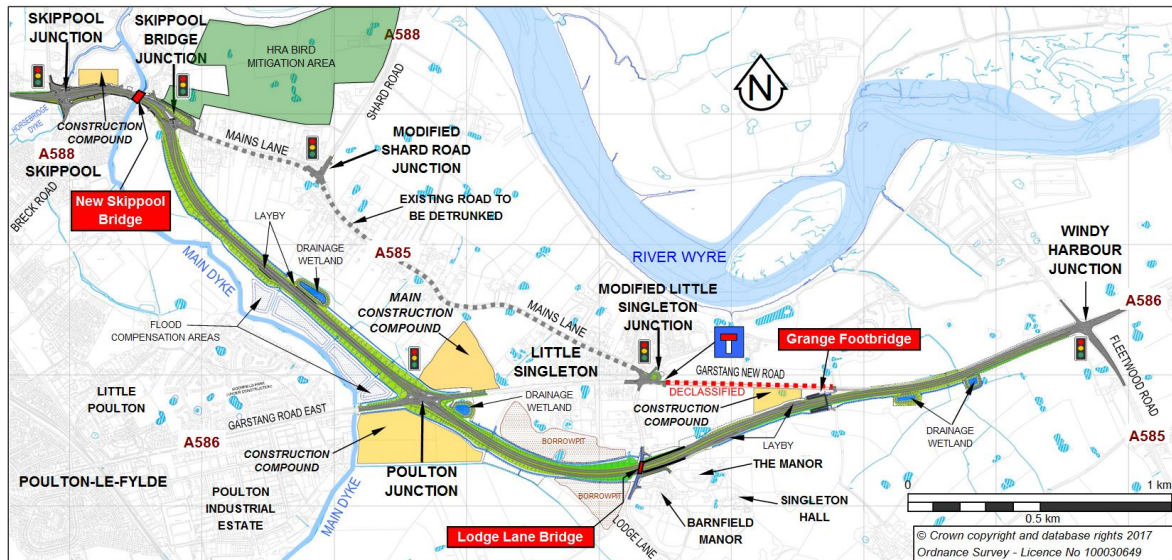 SKIPPOOL
JUNCTION
SKIPPOOL
BRIDGE
JUNCTION
HRA BIRD
MITIGATION AREA
A588
SHARD ROAD
N
HORSEBRIDGE
DYKE
CONSTRUCTION
COMPOUND
A588
SKIPPOOL
BRECK ROAD
New Skippool
Bridge
MAINS LANE
MODIFIED
SHARD ROAD
JUNCTION
EXISTING ROAD TO
BE DETRUNKED
LAYBY
DRAINAGE
WETLAND
A585
MAIN DYKE
RIVER WYRE
WINDY
HARBOUR
JUNCTION
A586
FLEETWOOD ROAD
A585
MAIN
CONSTRUCTION
COMPOUND
MAINS LANE
MODIFIED LITTLE
SINGLETON
JUNCTION
FLOOD
COMPENSATION AREAS
LITTLE
SINGLETON
Grange Footbridge
GARSTANG NEW ROAD
DECLASSIFIED
CONSTRUCTION
COMPOUND
LAYBY
DRAINAGE
WETLAND
LITTLE
POULTON
GARSTANG ROAD EAST
A586
DRAINAGE
WETLAND
CONSTRUCTION
COMPOUND
POULTON
JUNCTION
BORROWPIT
BORROWPIT
THE MANOR
SINGLETON
HALL
BARNFIELD
MANOR
LODGE LANE
Lodge Lane Bridge
POULTON-LE-FYLDE
POULTON
INDUSTRIAL
ESTATE
MAIN DYKE
0
1 km
0.5 km
© Crown copyright and database rights 2017
Ordnance Survey - Licence No 100030649